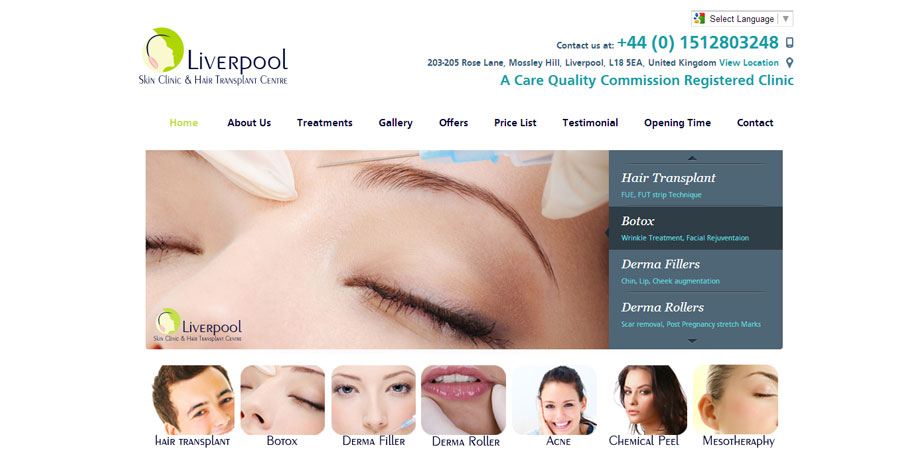 Select Language ▼
Liverpool
Skin Clinic & Hair Transplant Centre
Contact us at: +44 (0) 1512803248
203-205 Rose Lane, Mossley Hill, Liverpool, L18 5EA, United Kingdom View Location
A Care Quality Commission Registered Clinic
Home About Us Treatments Gallery Offers Price List Testimonial Opening Time Contact
Hair Transplant
FUE, FUT strip Technique
Botox
Wrinkle Treatment, Facial Rejuventaion
Derma Fillers
Chin, Lip, Cheek augmentation
Derma Rollers
Scar removal, Post Pregnancy stretch Marks
Liverpool
Skin Clinic & Hair Transplant Centre
hair transplant Botox Derma Filler Derma Roller Acne Chemical Peel Mesotheraphy